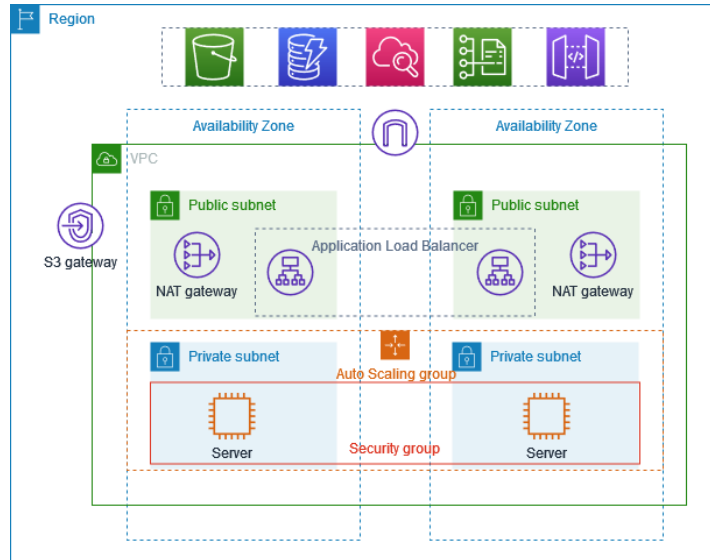 Region
Availability Zone
Availability Zone
VPC
Public subnet
Public subnet
Application Load Balancer
S3 gateway
NAT gateway
NAT gateway
Private subnet
Private subnet
Auto Scaling group
Security group
Server
Server